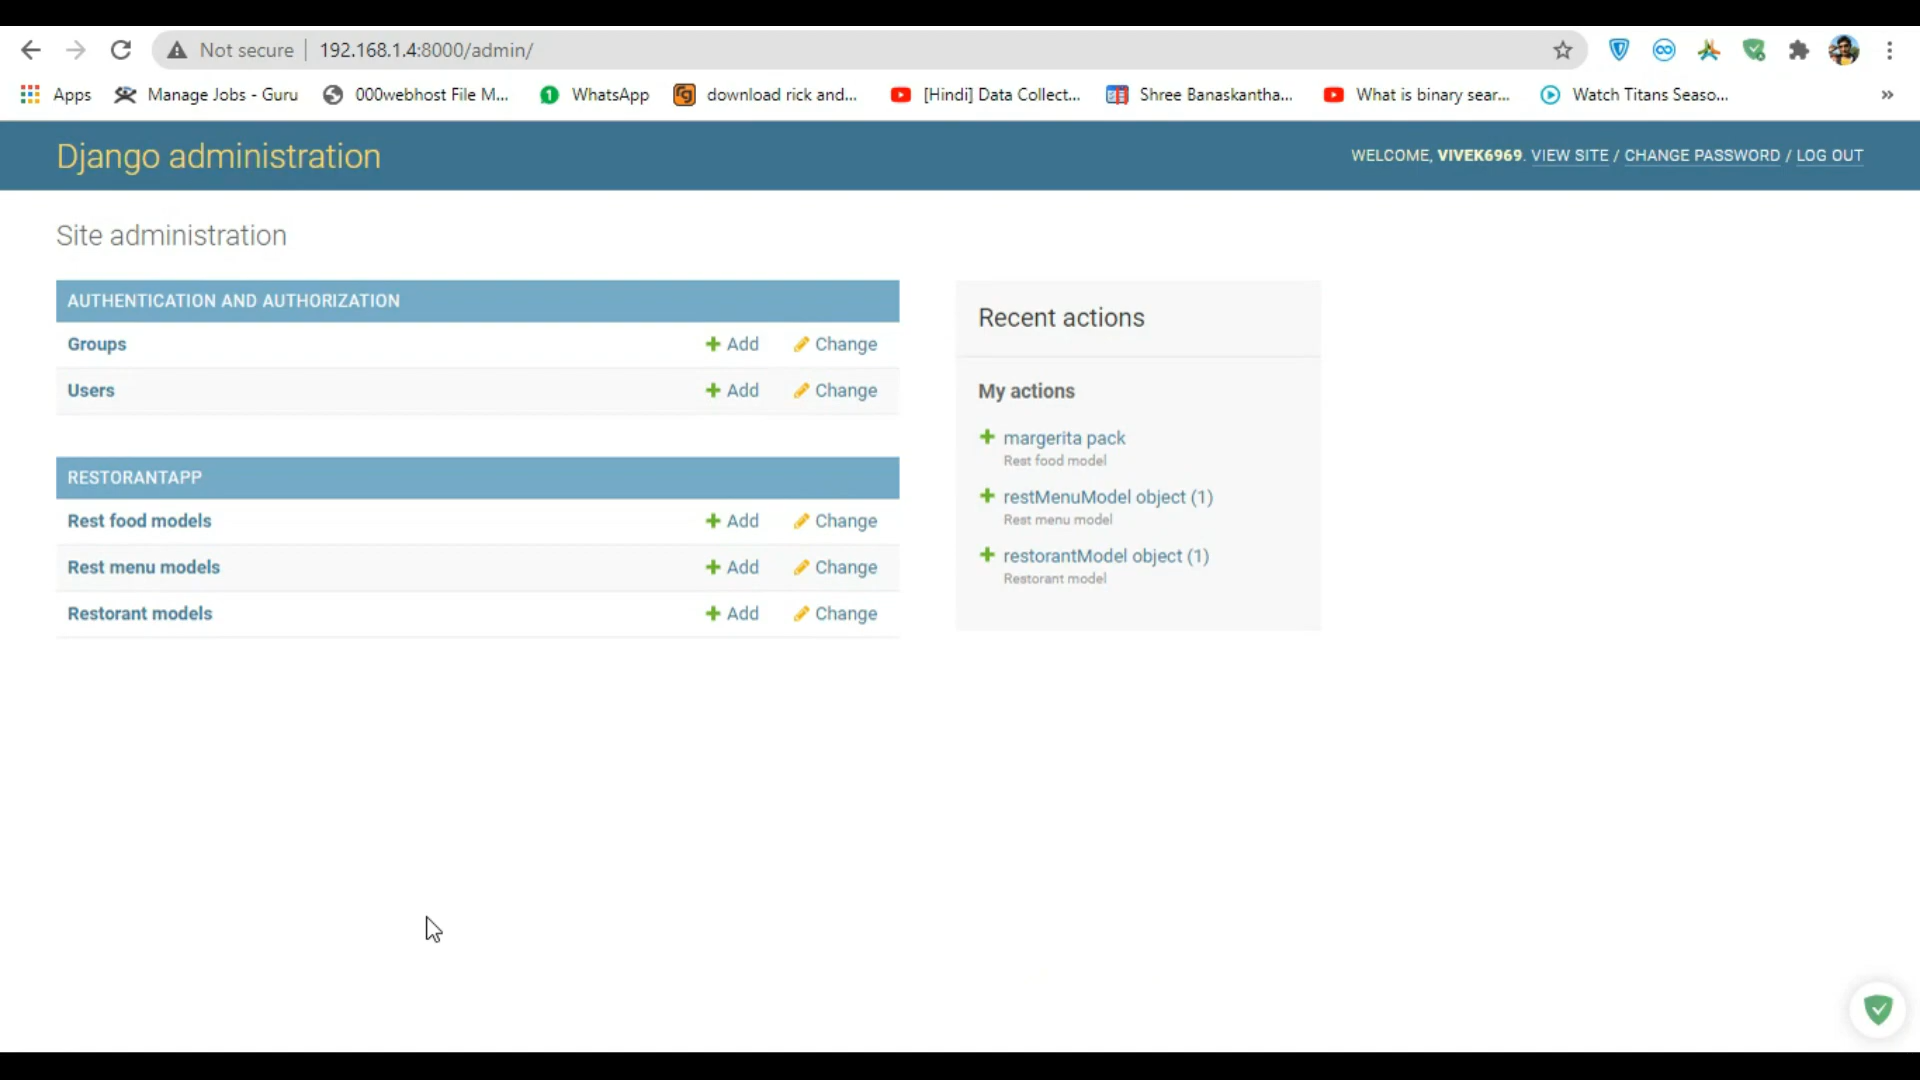 Not secure 192.168.1.4:8000/admin/
Apps Manage Jobs - Guru 000webhost File M... 1 WhatsApp download rick and... [Hindi] Data Collect... Shree Banaskantha... What is binary sear... Watch Titans Seaso... »
Django administration
WELCOME, VIVEK6969. VIEW SITE / CHANGE PASSWORD / LOG OUT
Site administration
AUTHENTICATION AND AUTHORIZATION
Groups Add Change
Users Add Change
RESTORANTAPP
Rest food models Add Change
Rest menu models Add Change
Restorant models Add Change
Recent actions
My actions
margerita pack
Rest food model
restMenuModel object (1)
Rest menu model
restorantModel object (1)
Restorant model